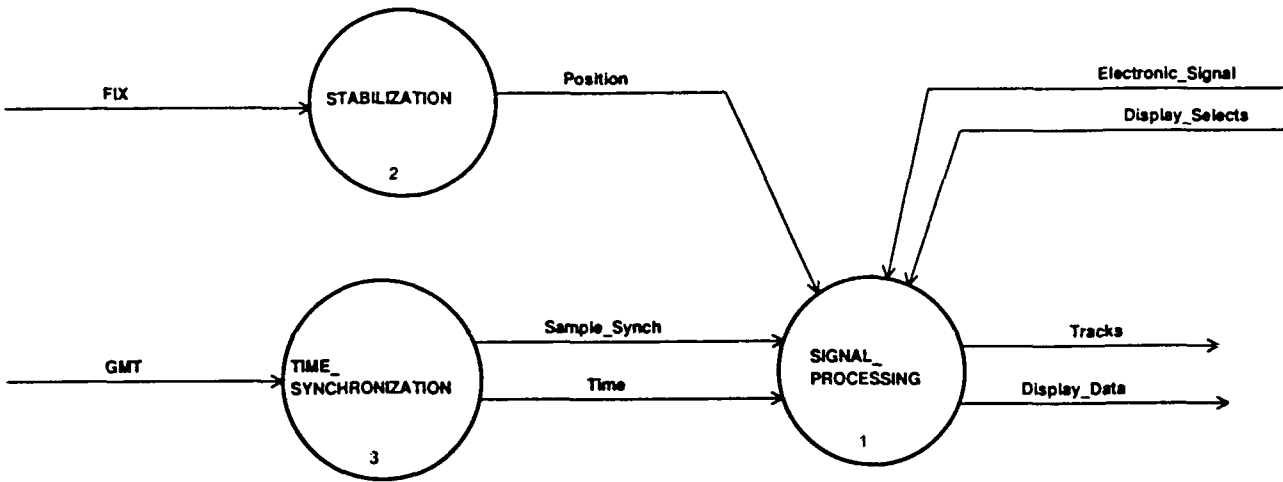 FIX
STABILIZATION
2
Position
Electronic_Signal
Display_Selects
GMT
TIME_
SYNCHRONIZATION
3
Sample_Synch
Time
SIGNAL_
PROCESSING
1
Tracks
Display_Data